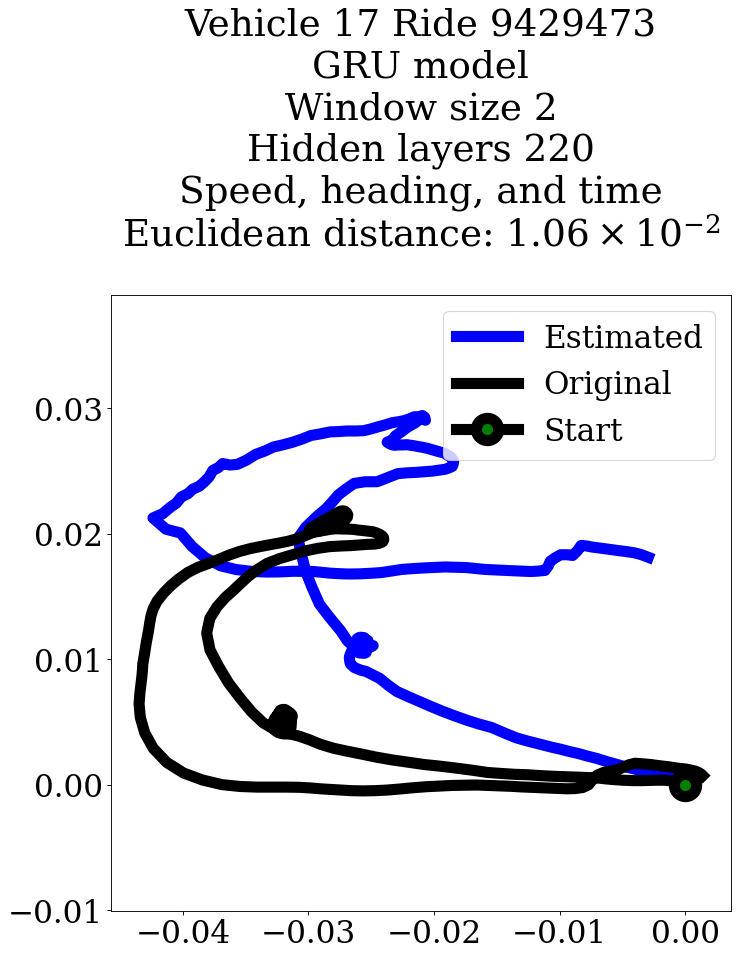 Vehicle 17 Ride 9429473
GRU model
Window size 2
Hidden layers 220
Speed, heading, and time
Euclidean distance: 1.06 × 10⁻²
Estimated
Original
Start
0.03
0.02
0.01
0.00
−0.01
−0.04
−0.03
−0.02
−0.01
0.00